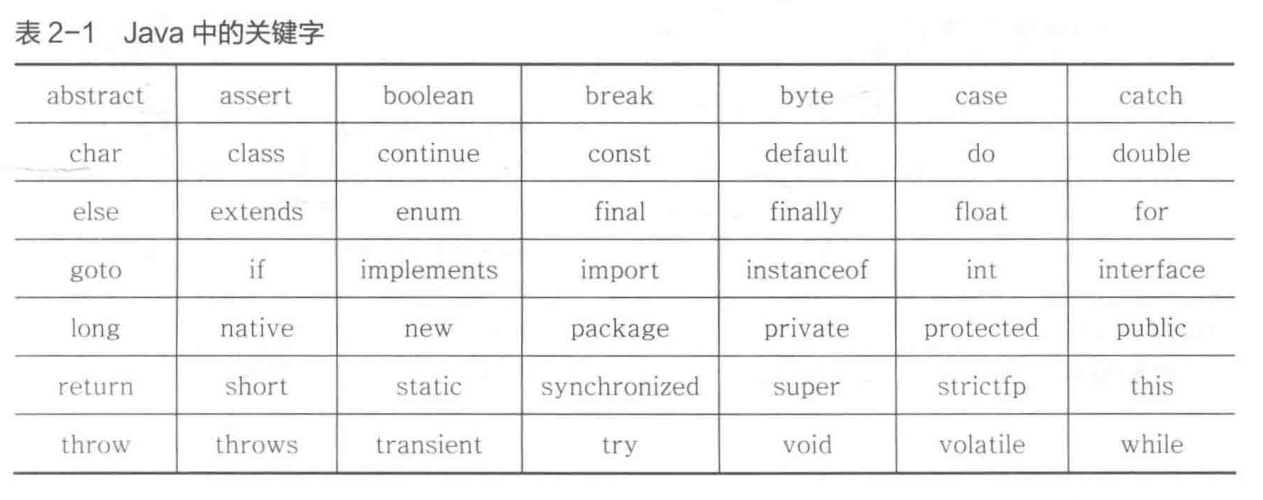 表 2-1 Java 中的关键字
abstract assert boolean break byte case catch
char class continue const default do double
else extends enum final finally float for
goto if implements import instanceof int interface
long native new package private protected public
return short static synchronized super strictfp this
throw throws transient try void volatile while